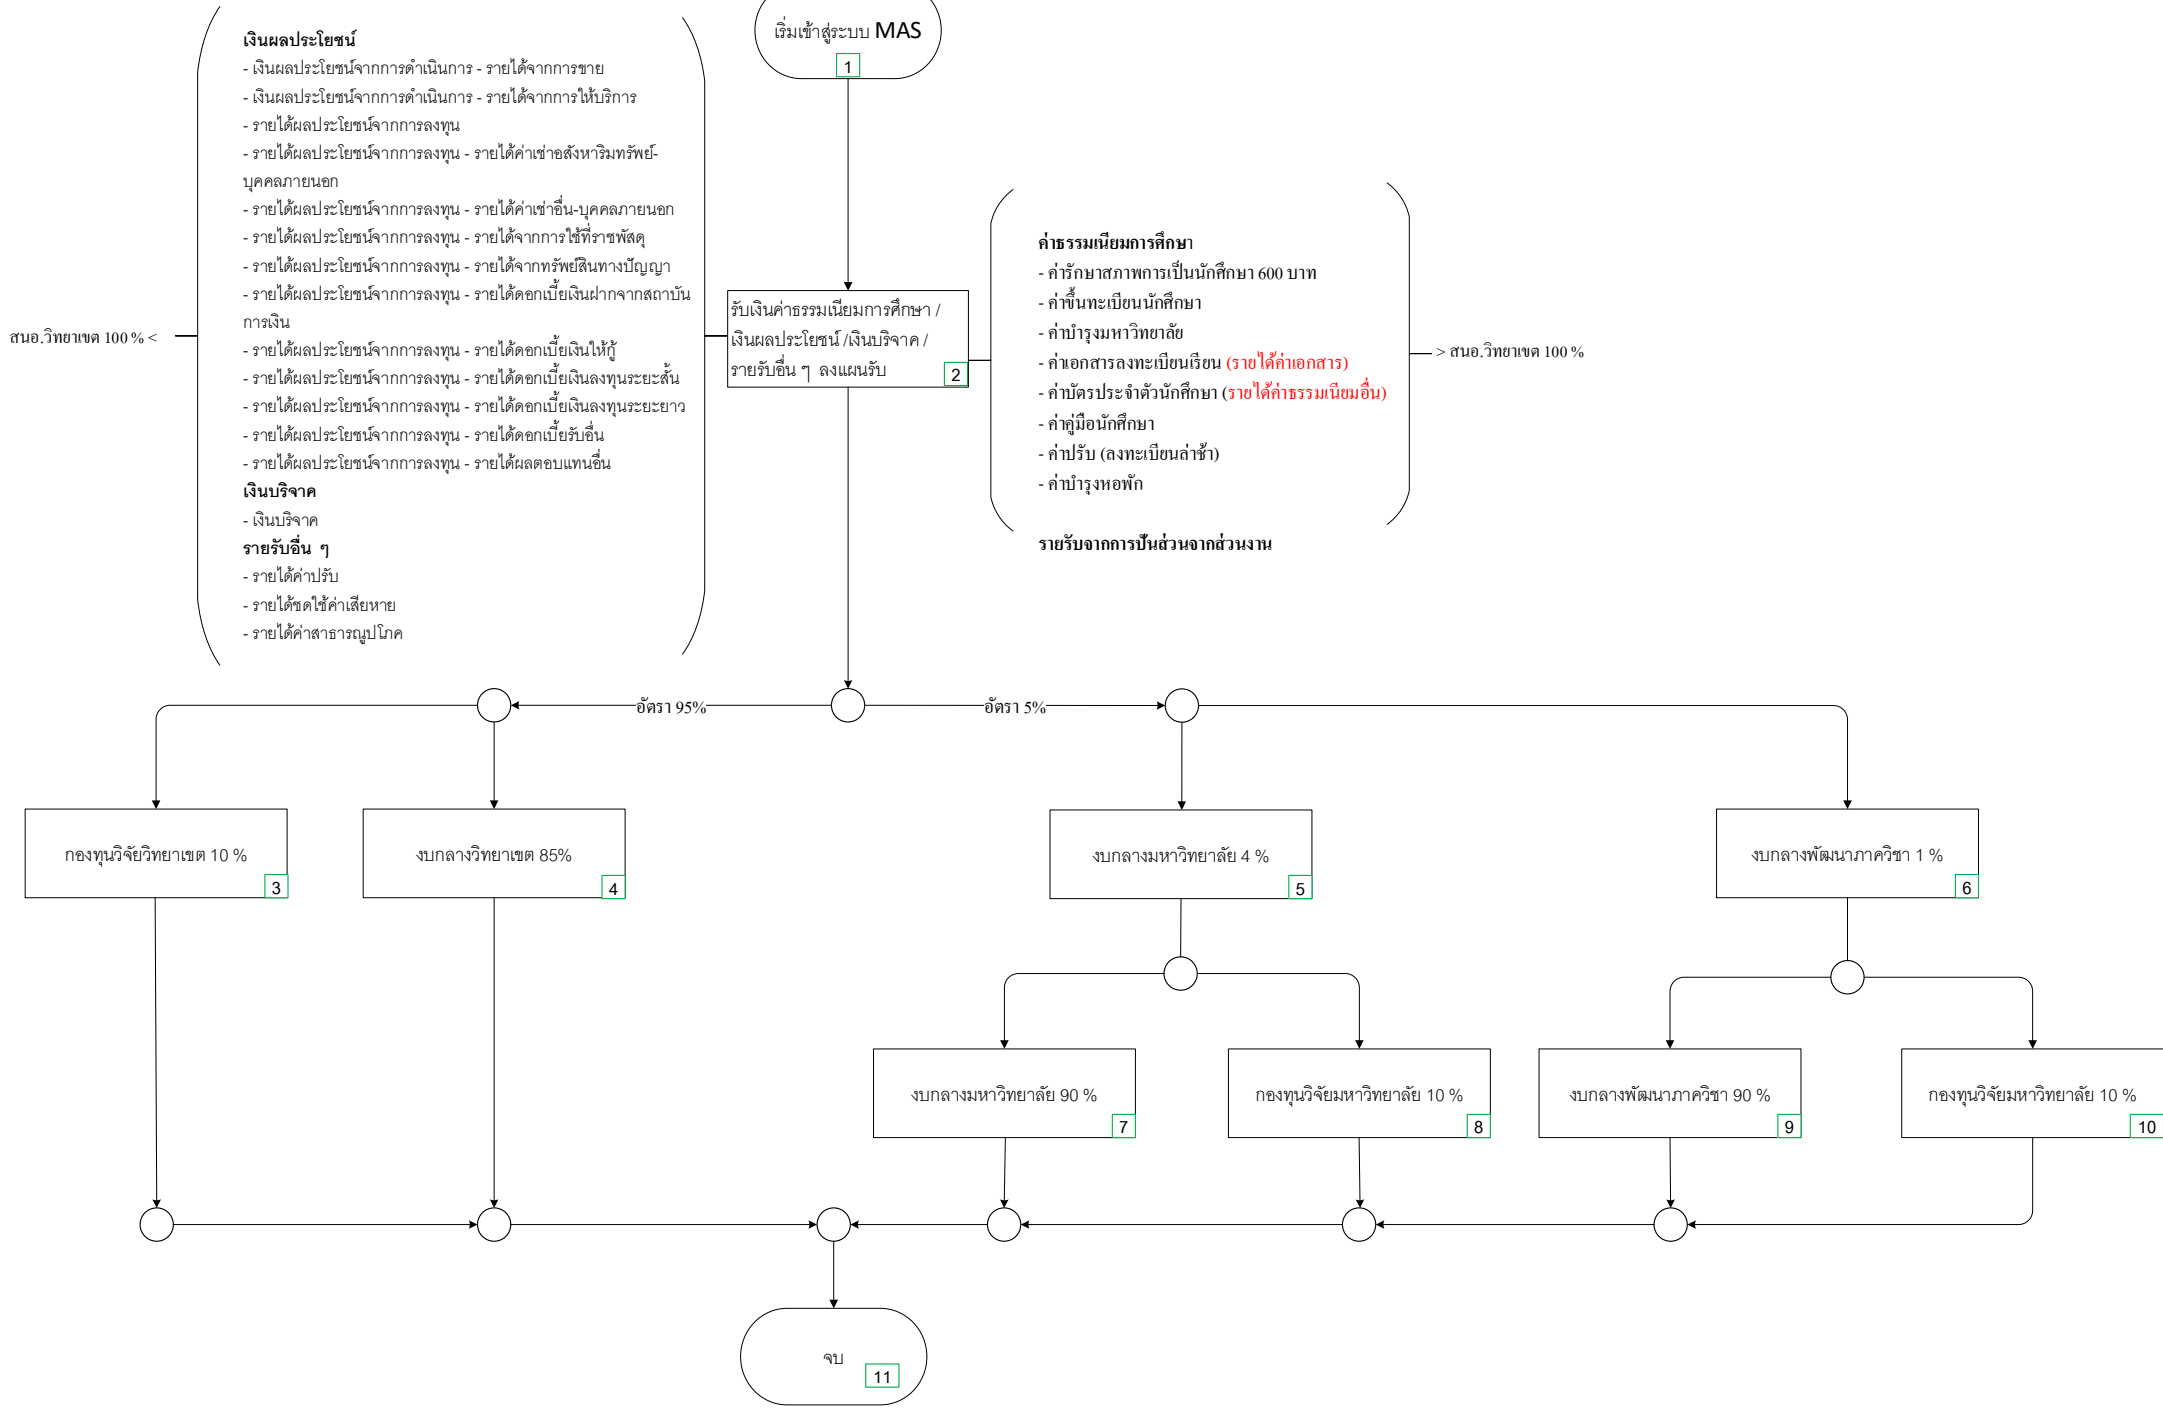 เริ่มเข้าสู่ระบบ MAS
1
เงินผลประโยชน์
- เงินผลประโยชน์จากการดำเนินการ - รายได้จากการขาย
- เงินผลประโยชน์จากการดำเนินการ - รายได้จากการให้บริการ
- รายได้ผลประโยชน์จากการลงทุน
- รายได้ผลประโยชน์จากการลงทุน - รายได้ค่าเช่าอสังหาริมทรัพย์-
บุคคลภายนอก
- รายได้ผลประโยชน์จากการลงทุน - รายได้ค่าเช่าอื่น-บุคคลภายนอก
- รายได้ผลประโยชน์จากการลงทุน - รายได้จากการใช้ที่ราชพัสดุ
- รายได้ผลประโยชน์จากการลงทุน - รายได้จากทรัพย์สินทางปัญญา
- รายได้ผลประโยชน์จากการลงทุน - รายได้ดอกเบี้ยเงินฝากจากสถาบัน
การเงิน
- รายได้ผลประโยชน์จากการลงทุน - รายได้ดอกเบี้ยเงินให้กู้
- รายได้ผลประโยชน์จากการลงทุน - รายได้ดอกเบี้ยเงินลงทุนระยะสั้น
- รายได้ผลประโยชน์จากการลงทุน - รายได้ดอกเบี้ยเงินลงทุนระยะยาว
- รายได้ผลประโยชน์จากการลงทุน - รายได้ดอกเบี้ยรับอื่น
- รายได้ผลประโยชน์จากการลงทุน - รายได้ผลตอบแทนอื่น
เงินบริจาค
- เงินบริจาค
รายรับอื่น ๆ
- รายได้ค่าปรับ
- รายได้ชดใช้ค่าเสียหาย
- รายได้ค่าสาธารณูปโภค
สนอ.วิทยาเขต 100 % <
รับเงินค่าธรรมเนียมการศึกษา /
เงินผลประโยชน์ /เงินบริจาค /
รายรับอื่น ๆ ลงแผนรับ
2
ค่าธรรมเนียมการศึกษา
- ค่ารักษาสภาพการเป็นนักศึกษา 600 บาท
- ค่าขึ้นทะเบียนนักศึกษา
- ค่าบำรุงมหาวิทยาลัย
- ค่าเอกสารลงทะเบียนเรียน (รายได้ค่าเอกสาร)
- ค่าบัตรประจำตัวนักศึกษา (รายได้ค่าธรรมเนียมอื่น)
- ค่าคู่มือนักศึกษา
- ค่าปรับ (ลงทะเบียนล่าช้า)
- ค่าบำรุงหอพัก
รายรับจากการปันส่วนจากส่วนงาน
> สนอ.วิทยาเขต 100 %
อัตรา 95%
อัตรา 5%
กองทุนวิจัยวิทยาเขต 10 %
3
งบกลางวิทยาเขต 85%
4
งบกลางมหาวิทยาลัย 4 %
5
งบกลางพัฒนาภาควิชา 1 %
6
งบกลางมหาวิทยาลัย 90 %
7
กองทุนวิจัยมหาวิทยาลัย 10 %
8
งบกลางพัฒนาภาควิชา 90 %
9
กองทุนวิจัยมหาวิทยาลัย 10 %
10
จบ
11